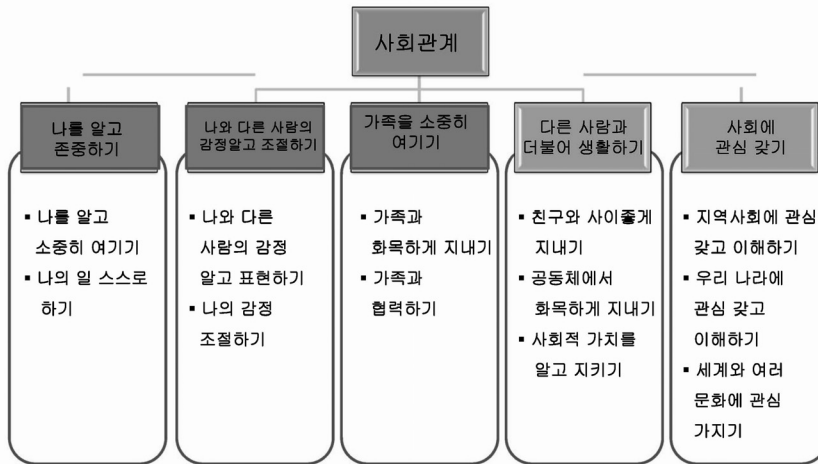 사회관계
나를 알고
존중하기
나와 다른 사람의
감정알고 조절하기
가족을 소중히
여기기
다른 사람과
더불어 생활하기
사회에
관심 갖기
▪ 나를 알고
소중히 여기기
▪ 나의 일 스스로
하기
▪ 나와 다른
사람의 감정
알고 표현하기
▪ 나의 감정
조절하기
▪ 가족과
화목하게 지내기
▪ 가족과
협력하기
▪ 친구와 사이좋게
지내기
▪ 공동체에서
화목하게 지내기
▪ 사회적 가치를
알고 지키기
▪ 지역사회에 관심
갖고 이해하기
▪ 우리 나라에
관심 갖고
이해하기
▪ 세계와 여러
문화에 관심
가지기